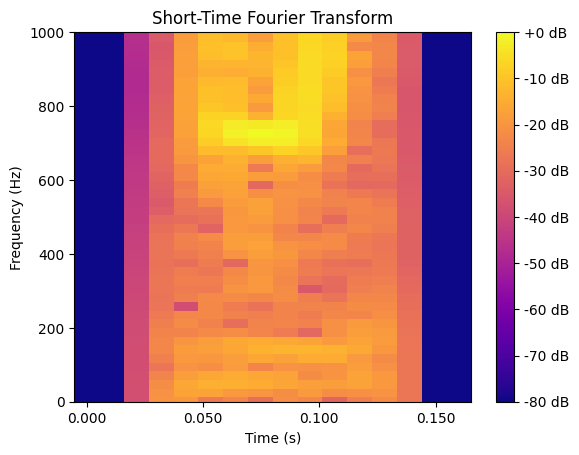 Short-Time Fourier Transform
1000
800
600
400
200
0
Frequency (Hz)
0.000
0.050
0.100
0.150
Time (s)
+0 dB
-10 dB
-20 dB
-30 dB
-40 dB
-50 dB
-60 dB
-70 dB
-80 dB